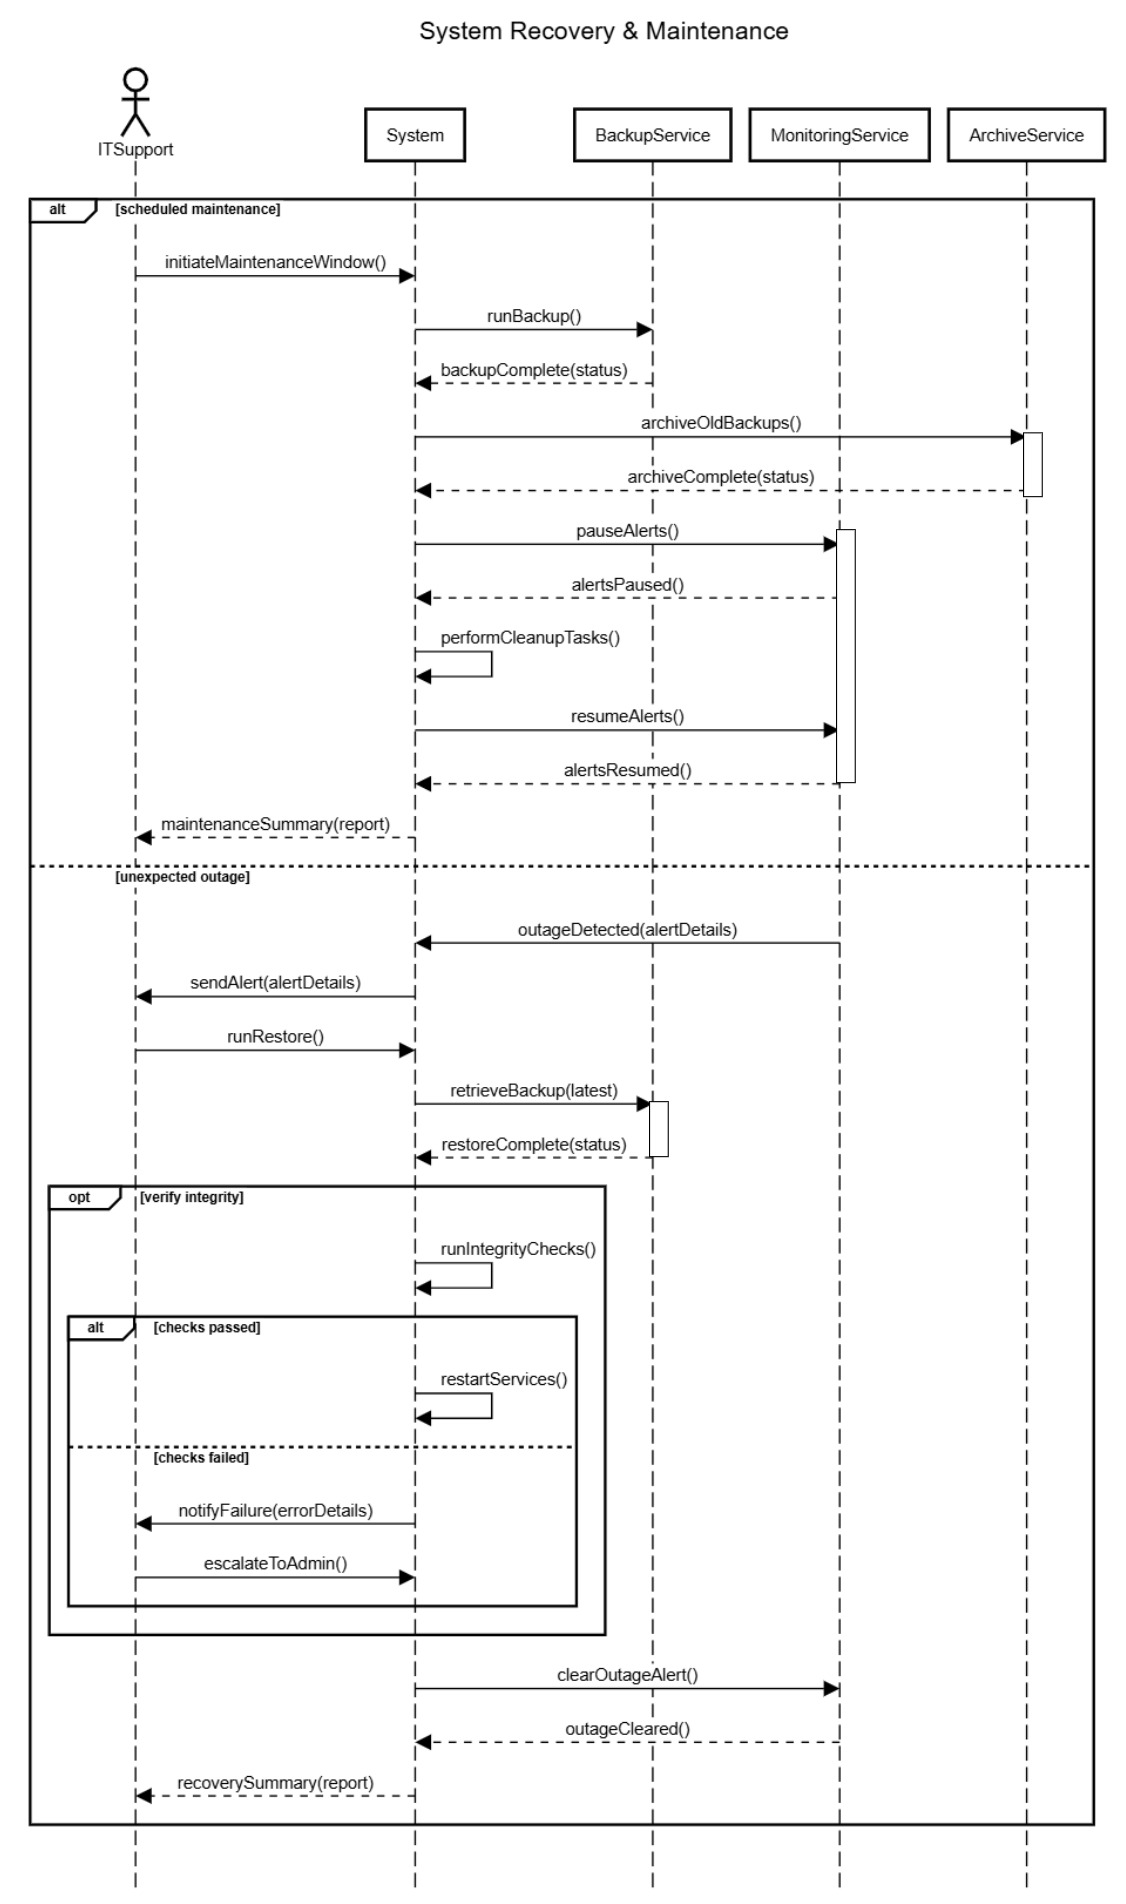 System Recovery & Maintenance
ITSupport
System
BackupService
MonitoringService
ArchiveService
alt
[scheduled maintenance]
initiateMaintenanceWindow()
runBackup()
backupComplete(status)
archiveOldBackups()
archiveComplete(status)
pauseAlerts()
alertsPaused()
performCleanupTasks()
resumeAlerts()
alertsResumed()
maintenanceSummary(report)
[unexpected outage]
outageDetected(alertDetails)
sendAlert(alertDetails)
runRestore()
retrieveBackup(latest)
restoreComplete(status)
opt
[verify integrity]
runIntegrityChecks()
alt
[checks passed]
restartServices()
[checks failed]
notifyFailure(errorDetails)
escalateToAdmin()
clearOutageAlert()
outageCleared()
recoverySummary(report)